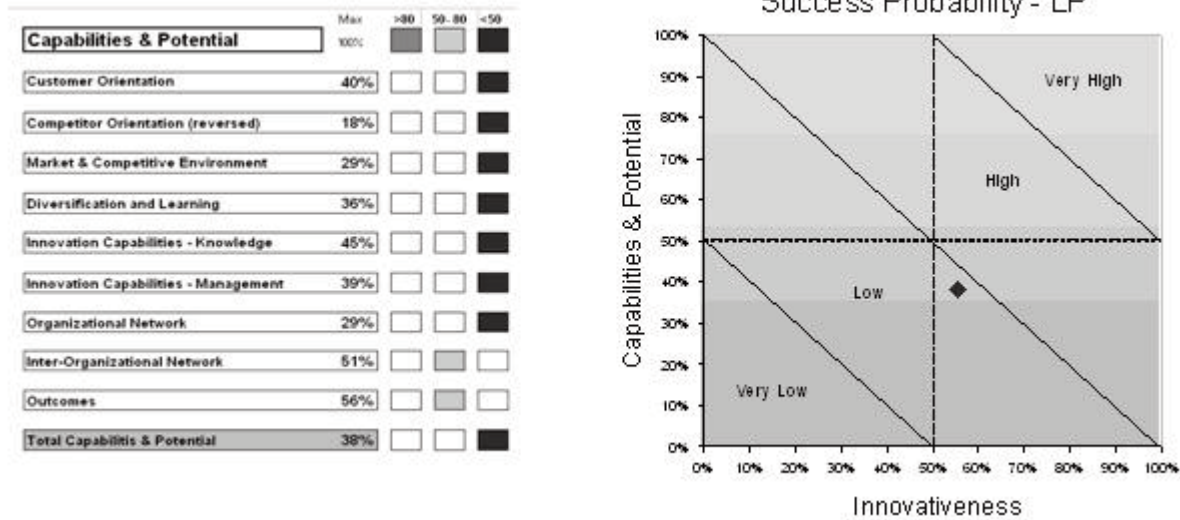 Max >80 50-80 <50
Capabilities & Potential 100%
Customer Orientation 40%
Competitor Orientation (reversed) 18%
Market & Competitive Environment 29%
Diversification and Learning 36%
Innovation Capabilities - Knowledge 45%
Innovation Capabilities - Management 39%
Organizational Network 29%
Inter-Organizational Network 51%
Outcomes 56%
Total Capabilitis & Potential 38%
Success Probability - LP
Capabilities & Potential
100%
90%
80%
70%
60%
50%
40%
30%
20%
10%
0%
Very High
High
Low
Very Low
0% 10% 20% 30% 40% 50% 60% 70% 80% 90% 100%
Innovativeness